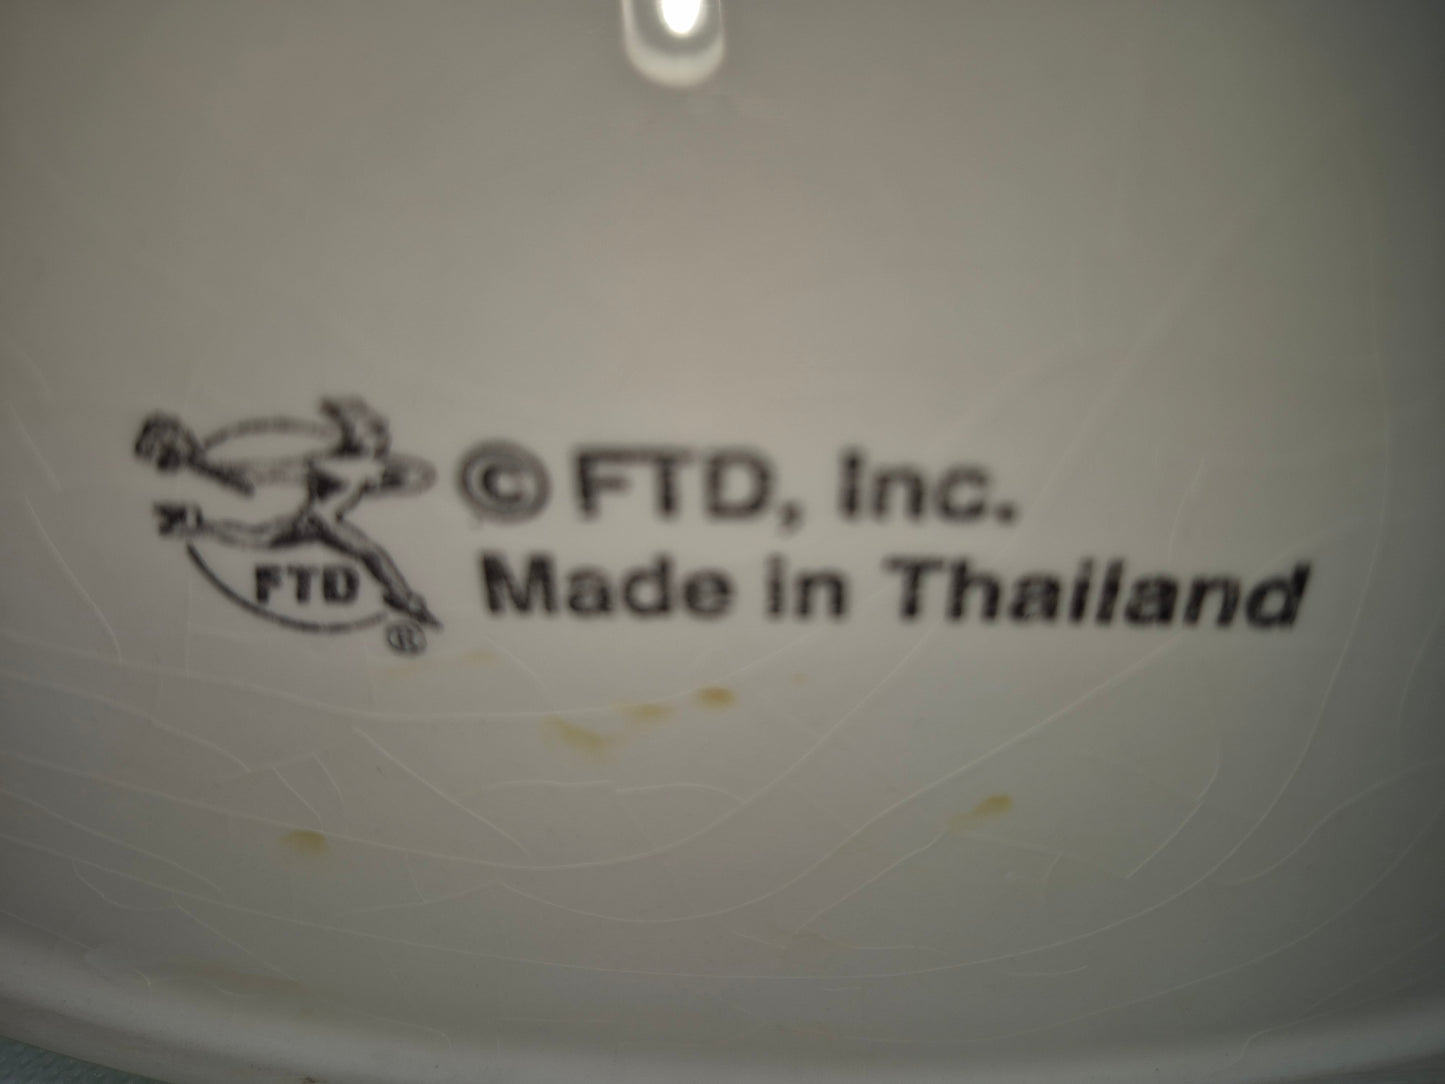 FTD ®
© FTD, Inc.
Made in Thailand